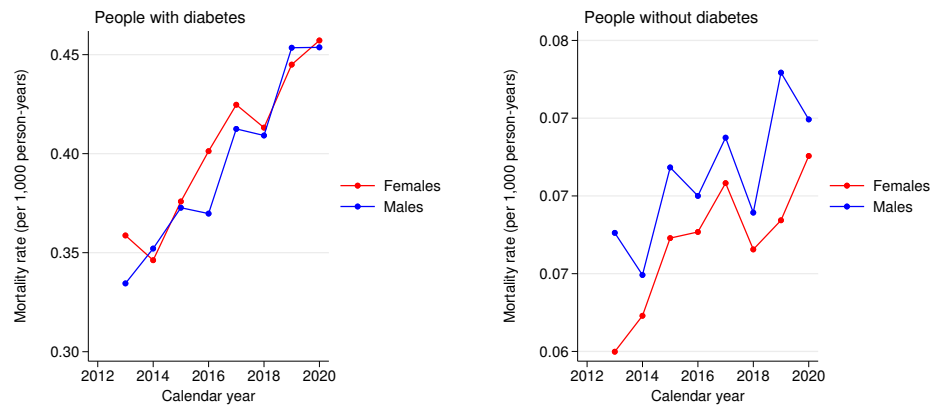 People with diabetes
Mortality rate (per 1,000 person-years)
0.45
0.40
0.35
0.30
2012 2014 2016 2018 2020
Calendar year
Females
Males
People without diabetes
Mortality rate (per 1,000 person-years)
0.08
0.07
0.07
0.07
0.06
2012 2014 2016 2018 2020
Calendar year
Females
Males